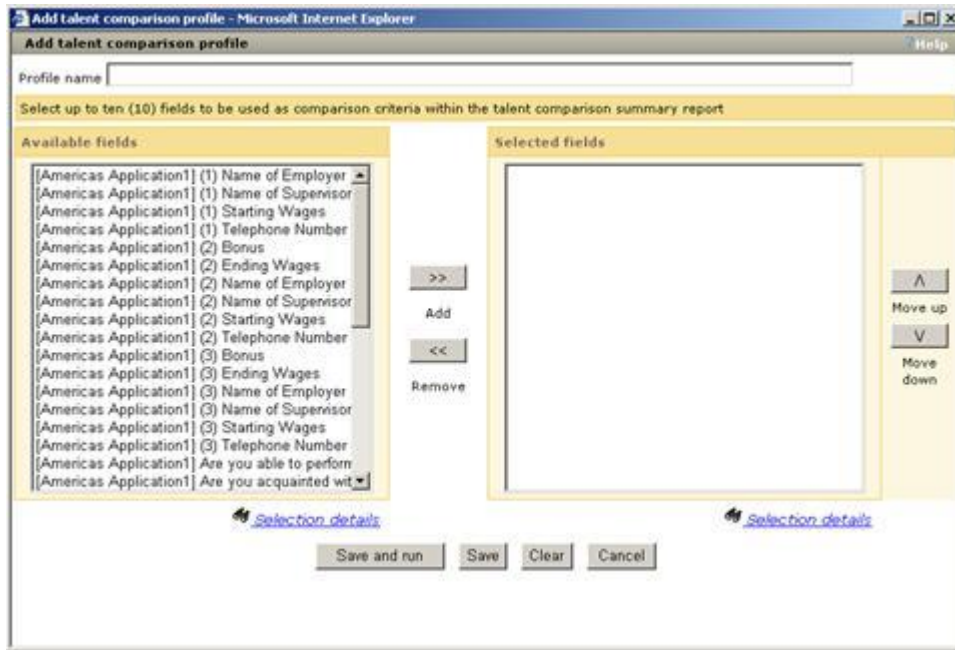 Add talent comparison profile - Microsoft Internet Explorer
Add talent comparison profile
?Help
Profile name
Select up to ten (10) fields to be used as comparison criteria within the talent comparison summary report
Available fields
Selected fields
[Americas Application1] (1) Name of Employer
[Americas Application1] (1) Name of Supervisor
[Americas Application1] (1) Starting Wages
[Americas Application1] (1) Telephone Number
[Americas Application1] (2) Bonus
[Americas Application1] (2) Ending Wages
[Americas Application1] (2) Name of Employer
[Americas Application1] (2) Name of Supervisor
[Americas Application1] (2) Starting Wages
[Americas Application1] (2) Telephone Number
[Americas Application1] (3) Bonus
[Americas Application1] (3) Ending Wages
[Americas Application1] (3) Name of Employer
[Americas Application1] (3) Name of Supervisor
[Americas Application1] (3) Starting Wages
[Americas Application1] (3) Telephone Number
[Americas Application1] Are you able to perform
[Americas Application1] Are you acquainted wit
>>
Add
<<
Remove
Λ
Move up
V
Move
down
Selection details
Selection details
Save and run
Save
Clear
Cancel